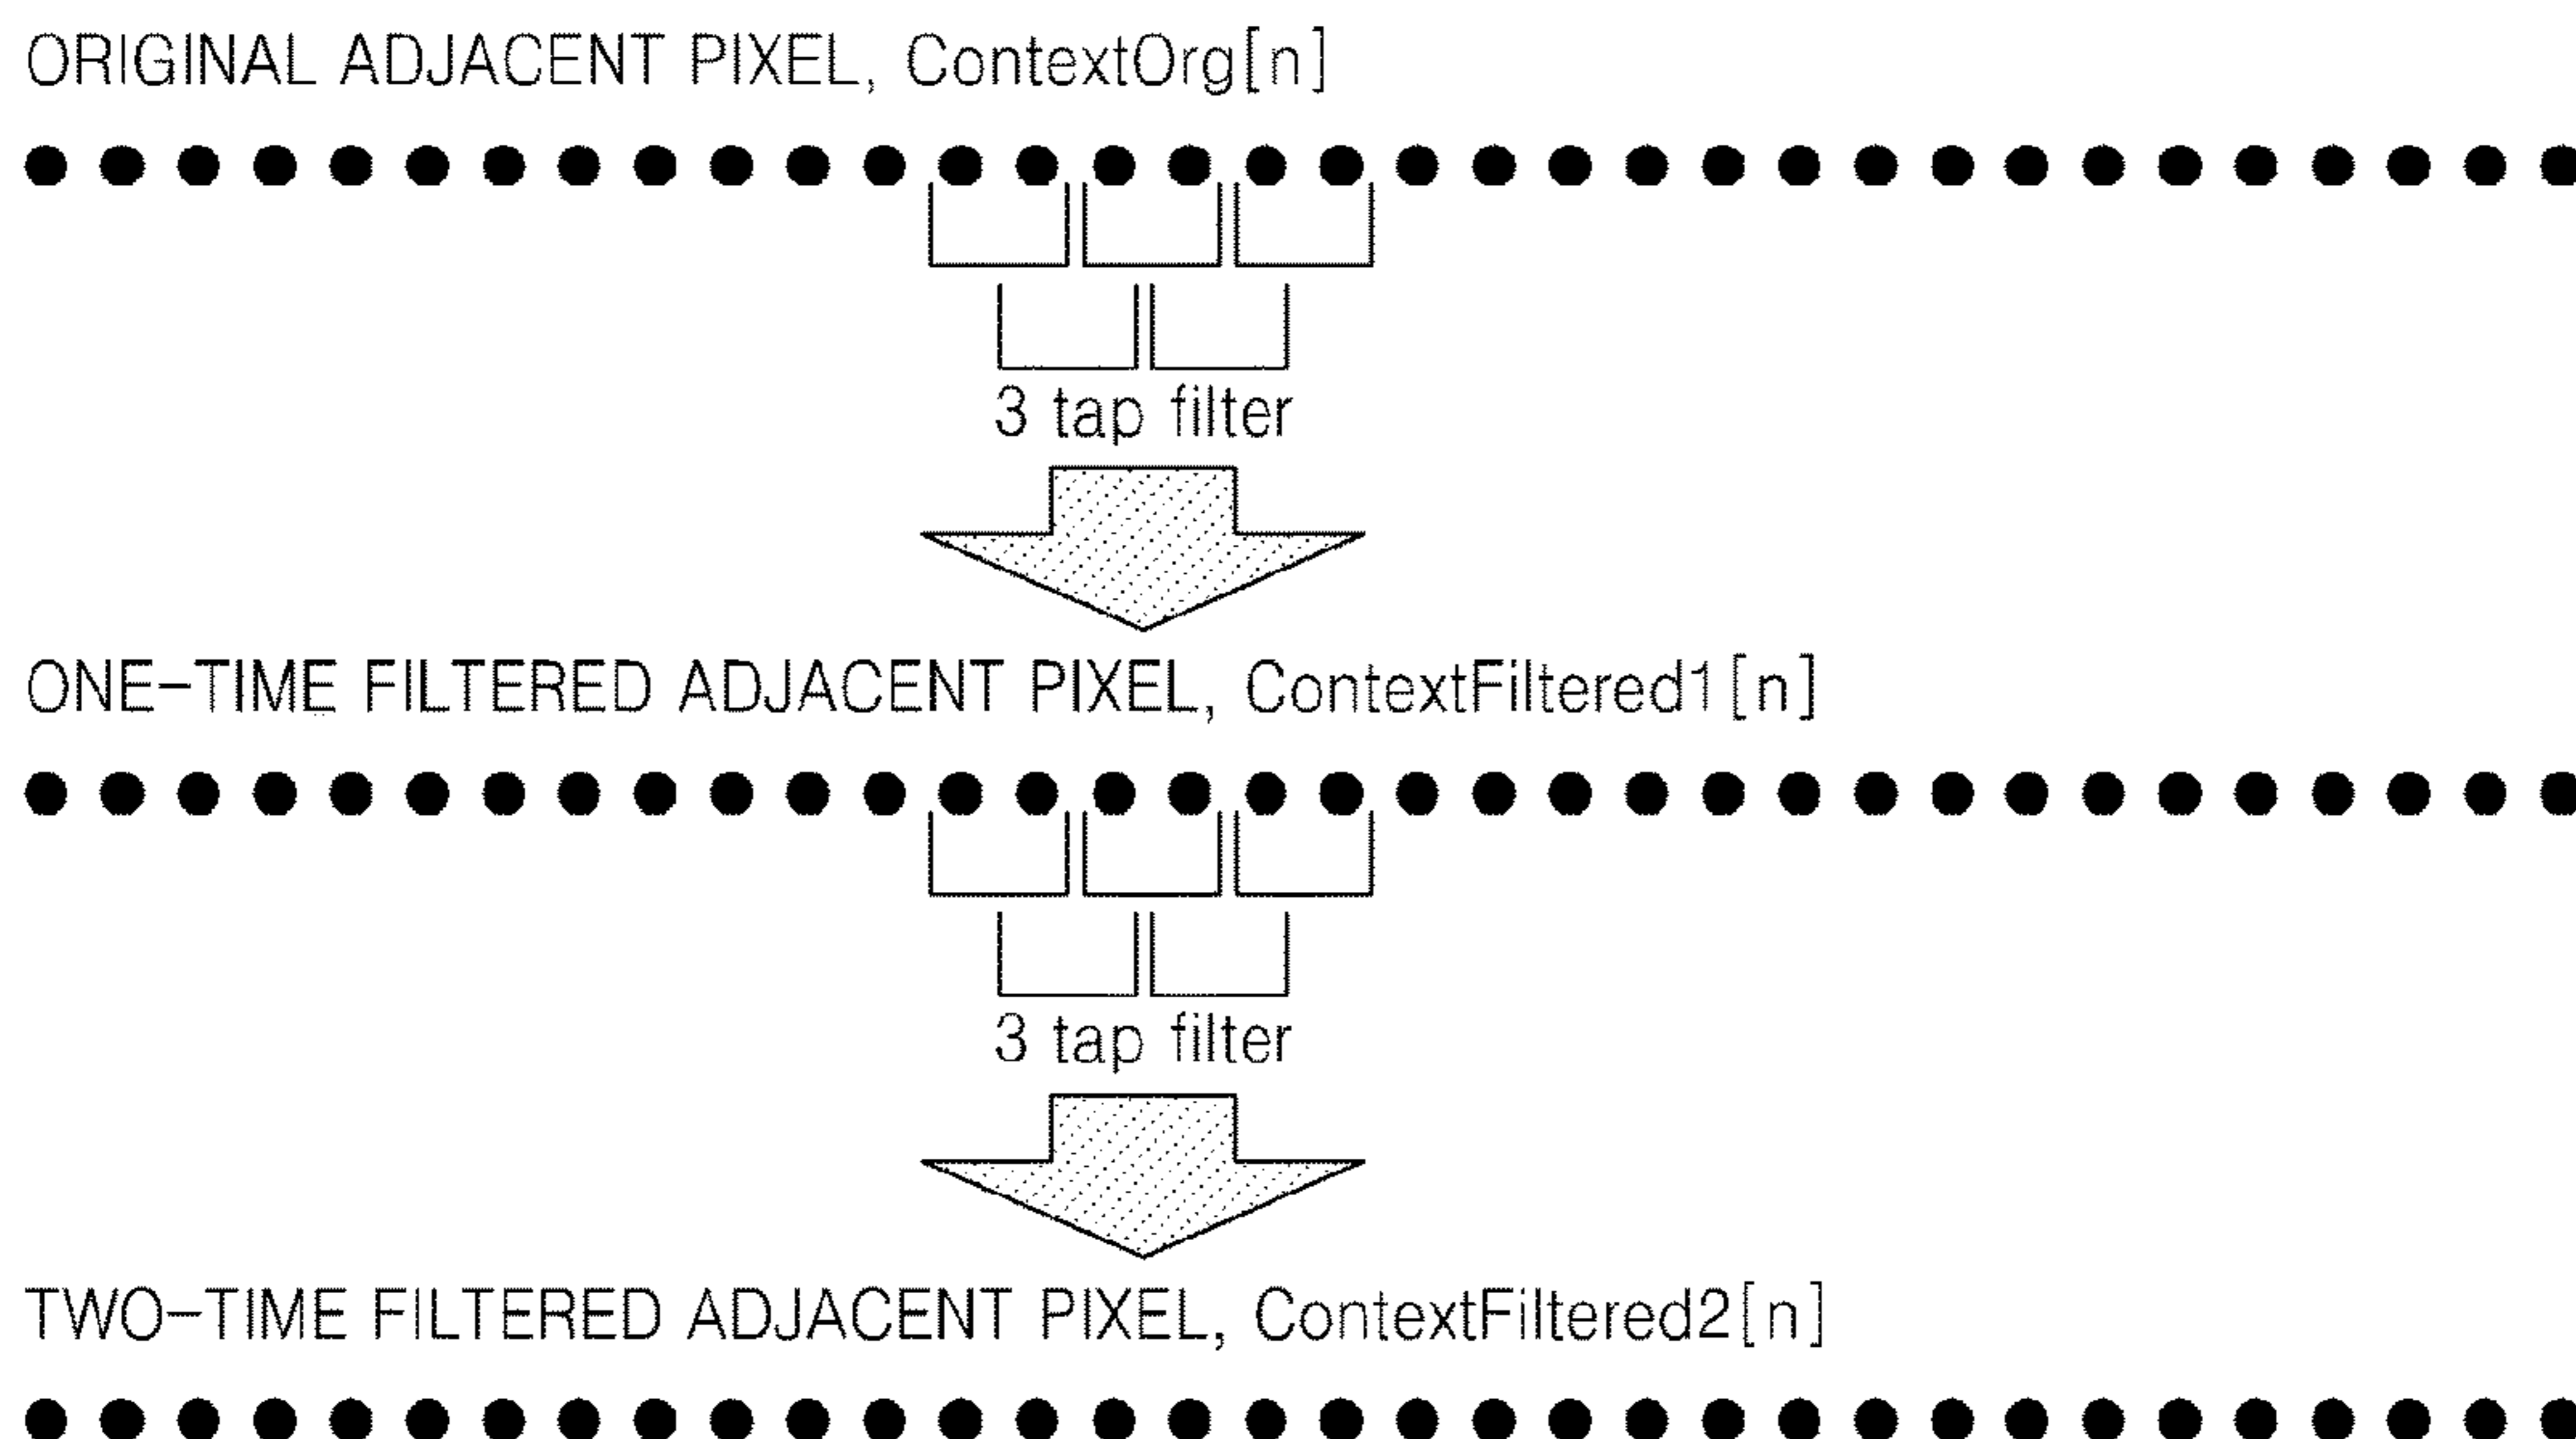 ORIGINAL ADJACENT PIXEL, ContextOrg[n]
3 tap filter
ONE-TIME FILTERED ADJACENT PIXEL, ContextFiltered1[n]
3 tap filter
TWO-TIME FILTERED ADJACENT PIXEL, ContextFiltered2[n]